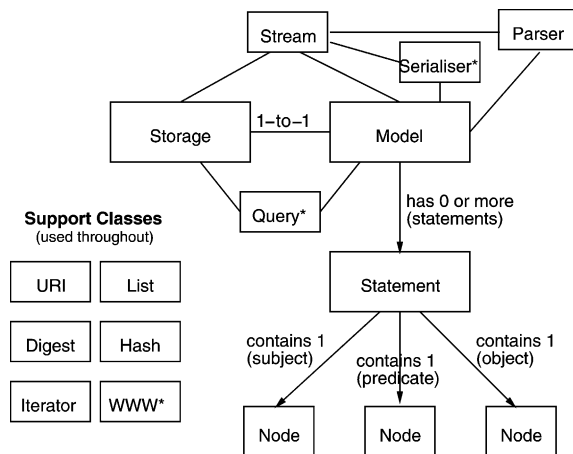 Stream
Parser
Serialiser*
Storage
1-to-1
Model
Query*
has 0 or more
(statements)
Support Classes
(used throughout)
URI
List
Statement
Digest
Hash
contains 1
(subject)
contains 1
(predicate)
contains 1
(object)
Iterator
WWW*
Node
Node
Node